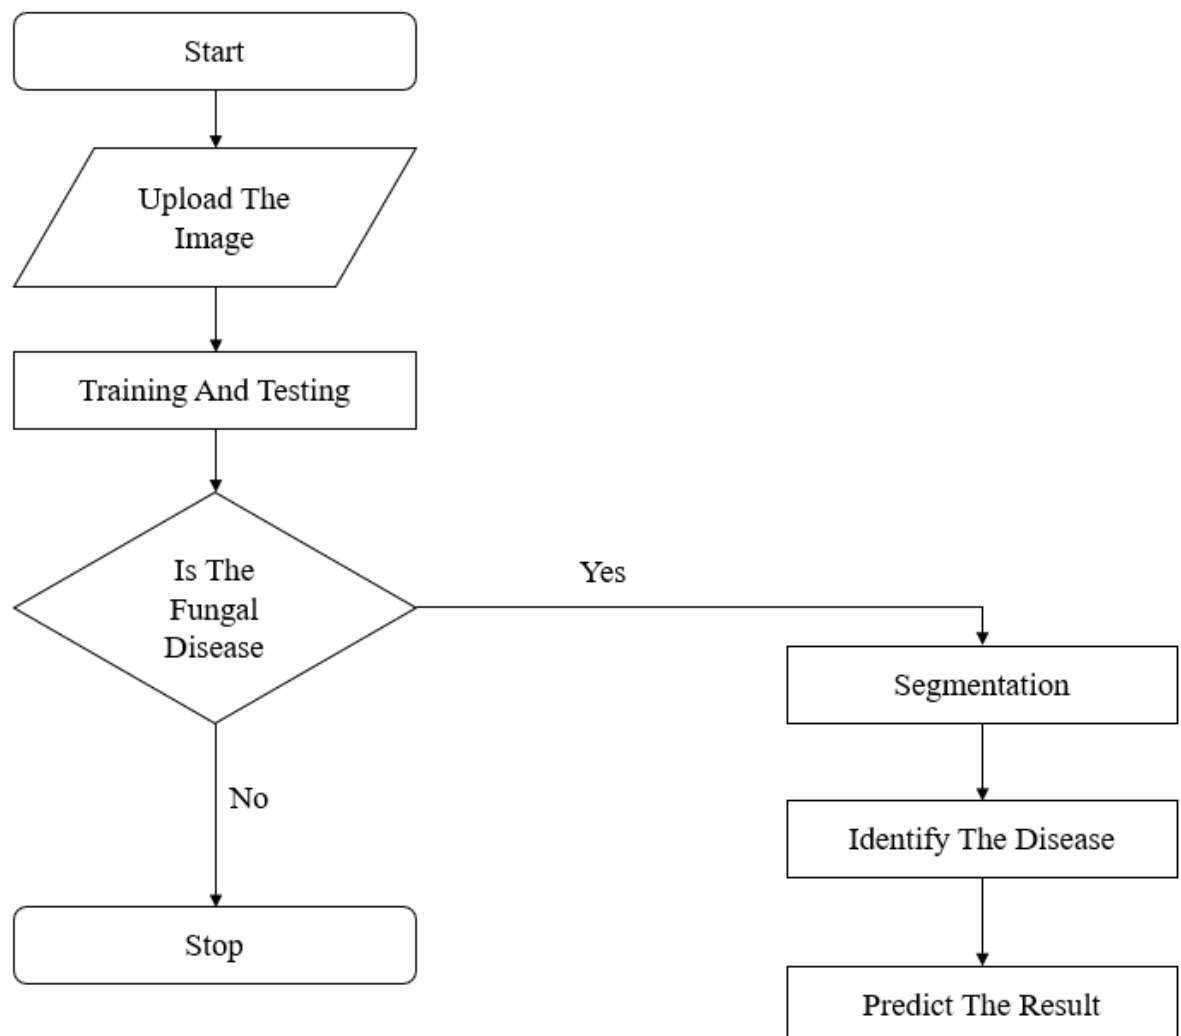 Start
Upload The
Image
Training And Testing
Is The
Fungal
Disease
Yes
Segmentation
No
Identify The Disease
Stop
Predict The Result